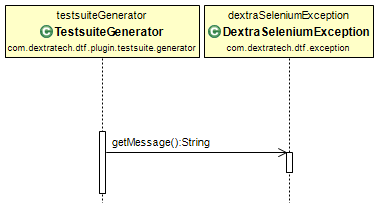 testsuiteGenerator
C TestsuiteGenerator
com.dextratech.dtf.plugin.testsuite.generator
dextraSeleniumException
C DextraSeleniumException
com.dextratech.dtf.exception
getMessage():String